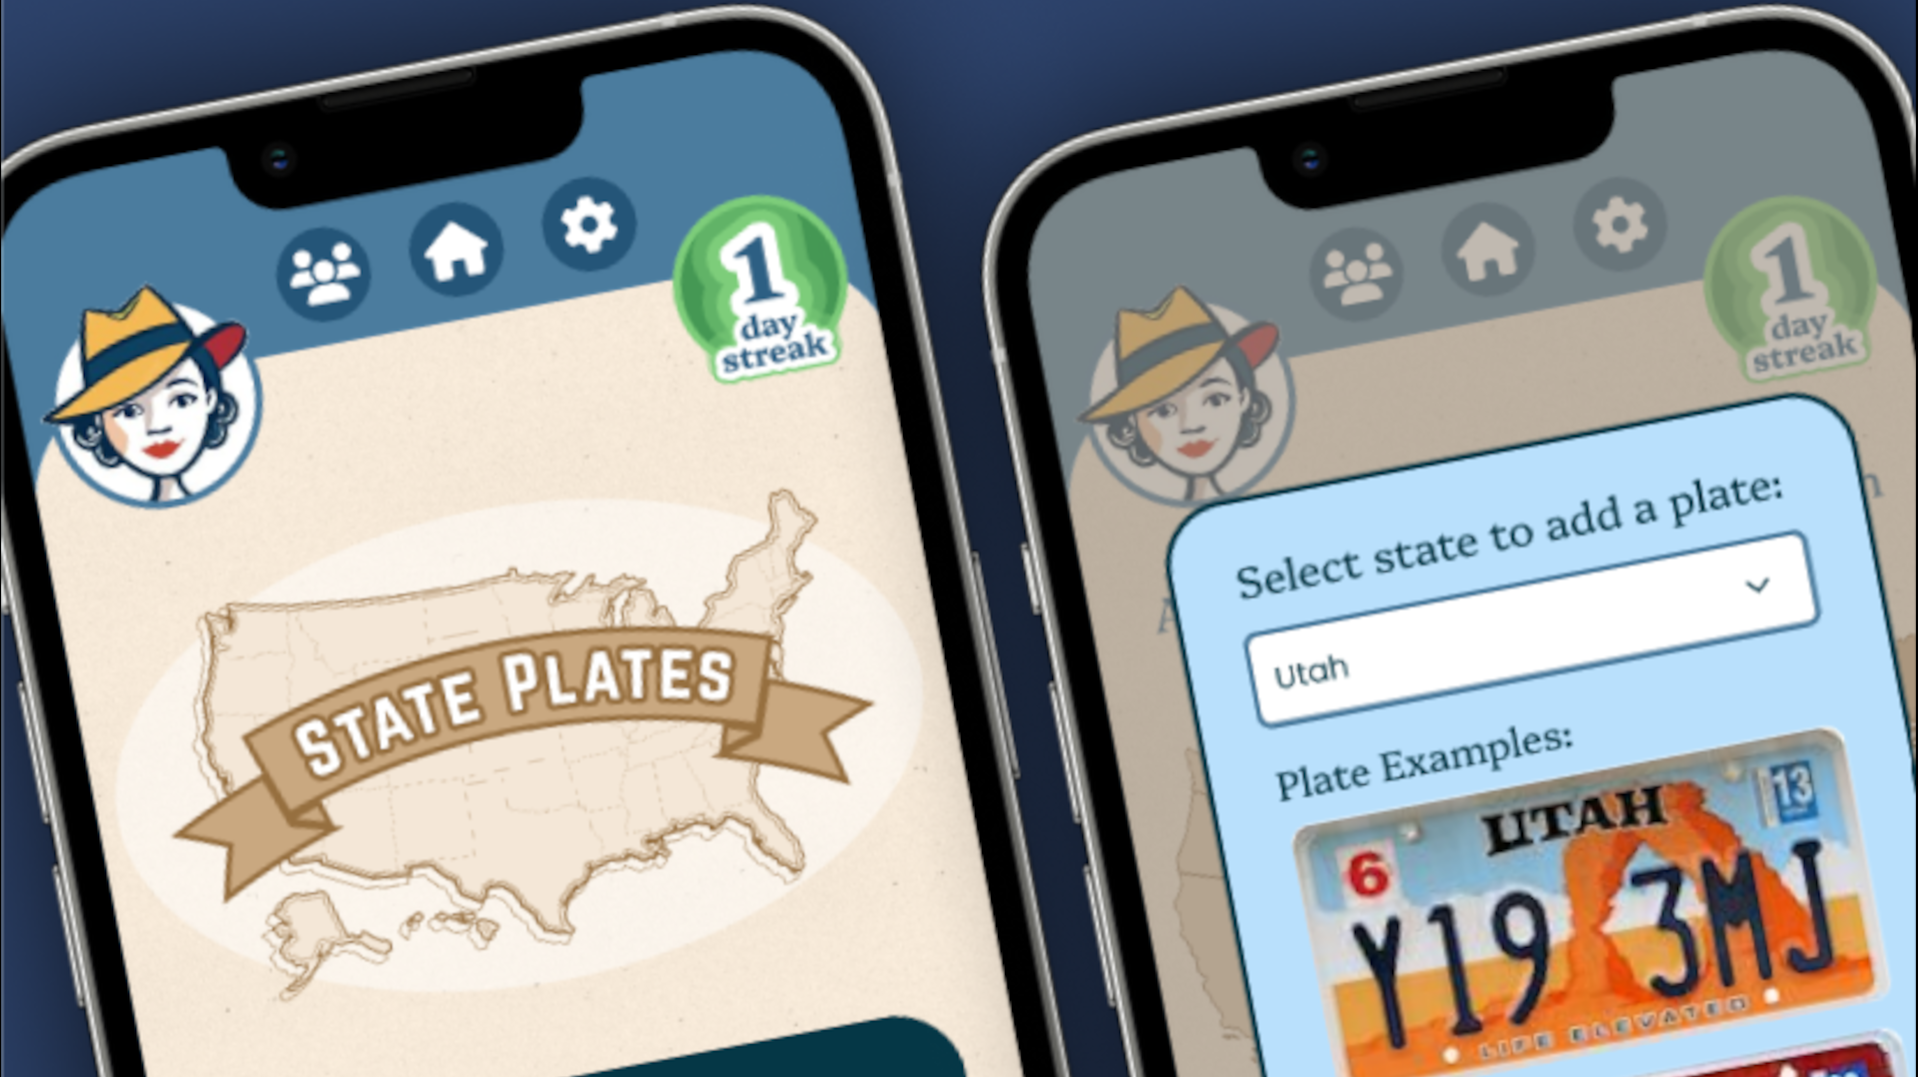 1
day
streak
STATE PLATES
1
day
streak
Select state to add a plate:
Utah
Plate Examples:
UTAH
13
6
Y19 3MJ
LIFE ELEVATED